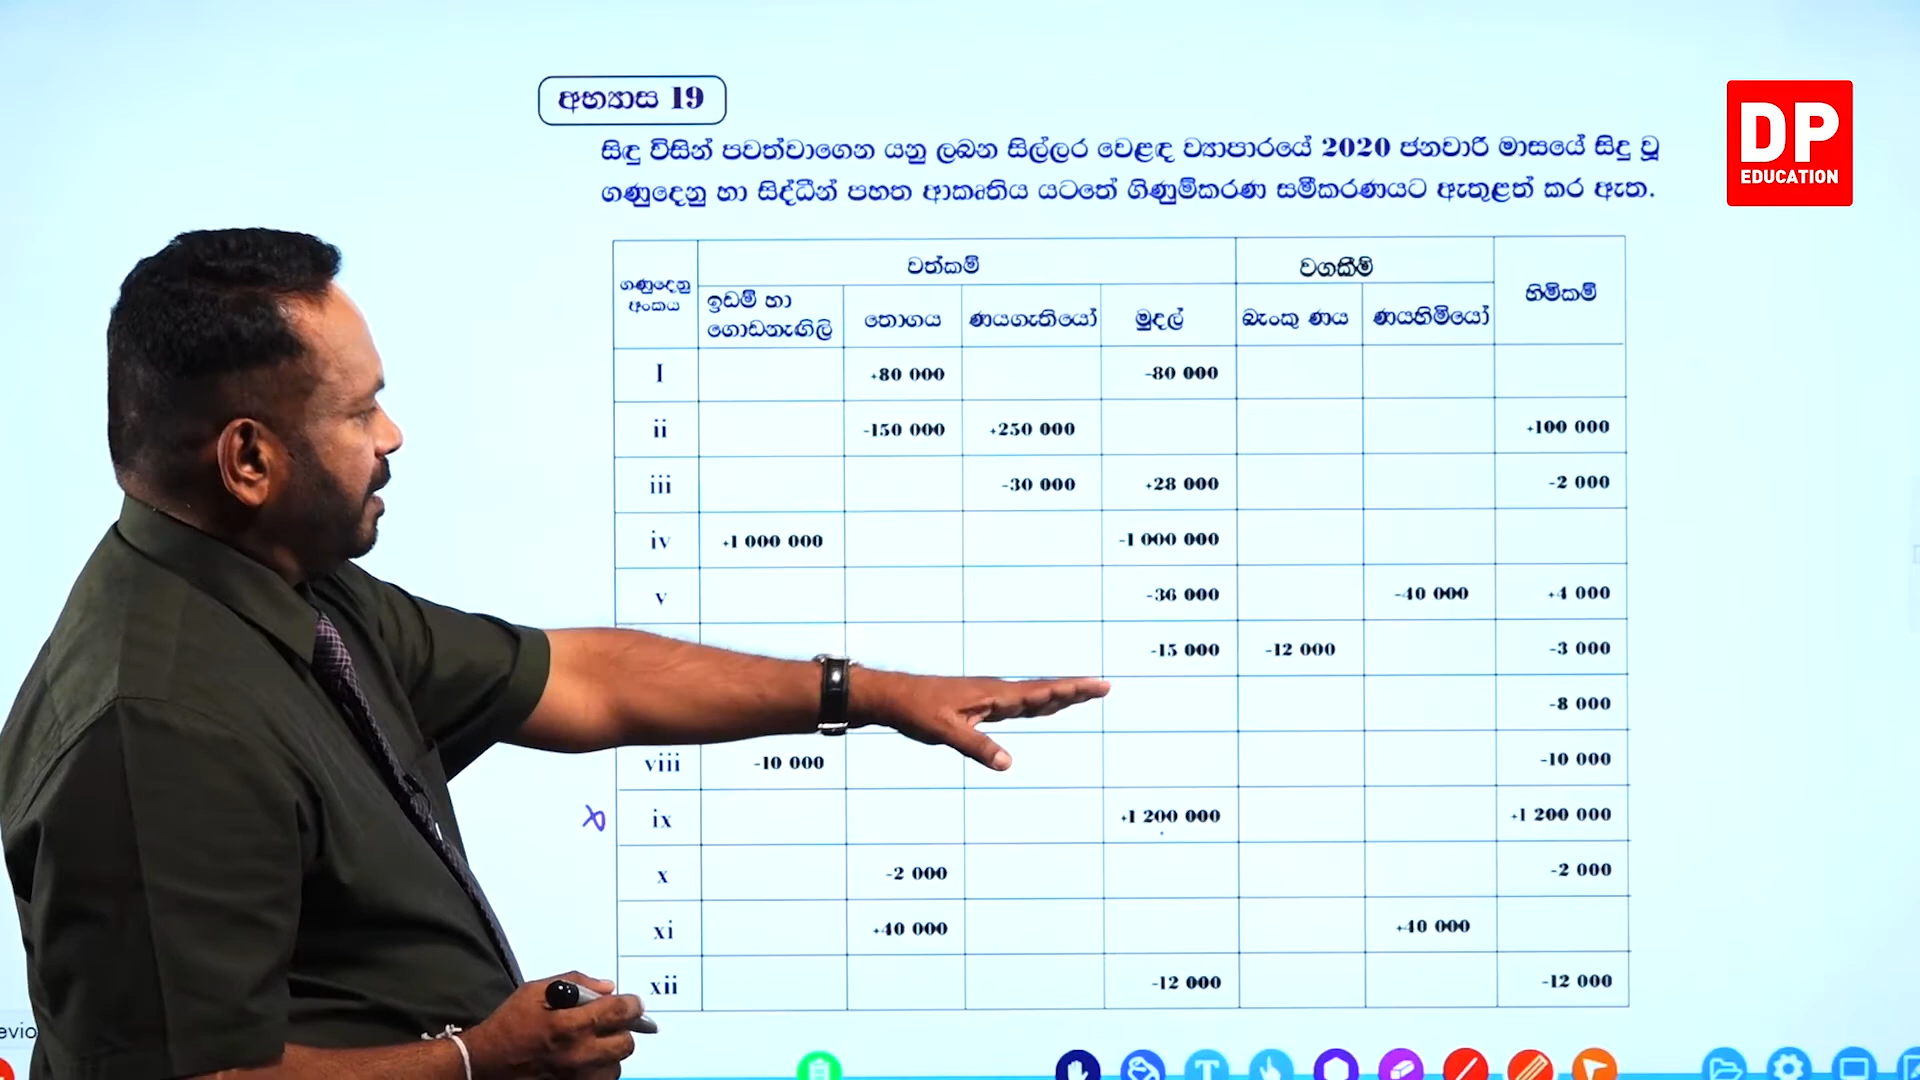 අභ්‍යාස 19
DP
EDUCATION
සිඳු විසින් පවත්වාගෙන යනු ලබන සිල්ලර වෙළඳ ව්‍යාපාරයේ 2020 ජනවාරි මාසයේ සිදු වූ
ගණුදෙනු හා සිද්ධීන් පහත ආකෘතිය යටතේ ගිණුම්කරණ සමීකරණයට ඇතුළත් කර ඇත.
ගණුදෙනු අංකය වත්කම් වගකීම් හිමිකම්
ඉඩම් හා ගොඩනැඟිලි තොගය ණයගැතියෝ මුදල් බැංකු ණය ණයහිමියෝ
I +80 000 -80 000
ii -150 000 +250 000 +100 000
iii -30 000 +28 000 -2 000
iv +1 000 000 -1 000 000
v -36 000 -40 000 +4 000
-15 000 -12 000 -3 000
-8 000
viii -10 000 -10 000
ix +1 200 000 +1 200 000
x -2 000 -2 000
xi +40 000 +40 000
xii -12 000 -12 000